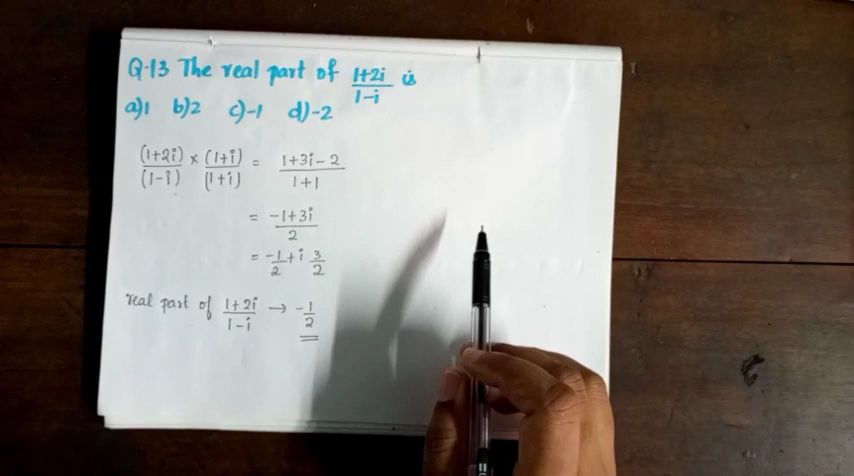 Q.13 The real part of (1+2i)/(1-i) is
a)1 b)2 c)-1 d)-2
(1+2i)/(1-i) × (1+i)/(1+i) = (1+3i-2)/(1+1)
= (-1+3i)/2
= -1/2 + i 3/2
real part of (1+2i)/(1-i) → -1/2